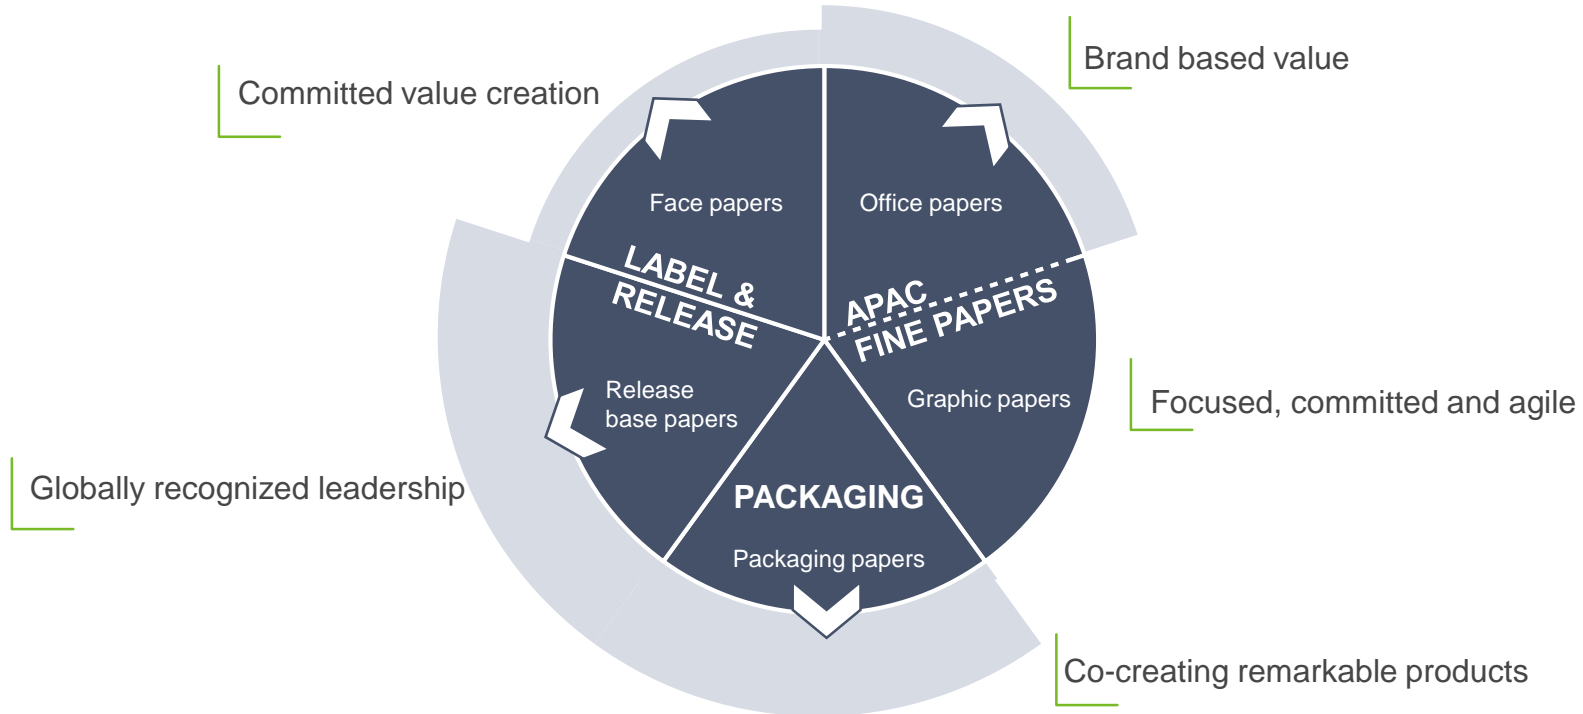 Brand based value
Committed value creation
Face papers
Office papers
LABEL &
RELEASE
APAC
FINE PAPERS
Release
base papers
Graphic papers
Focused, committed and agile
Globally recognized leadership
PACKAGING
Packaging papers
Co-creating remarkable products